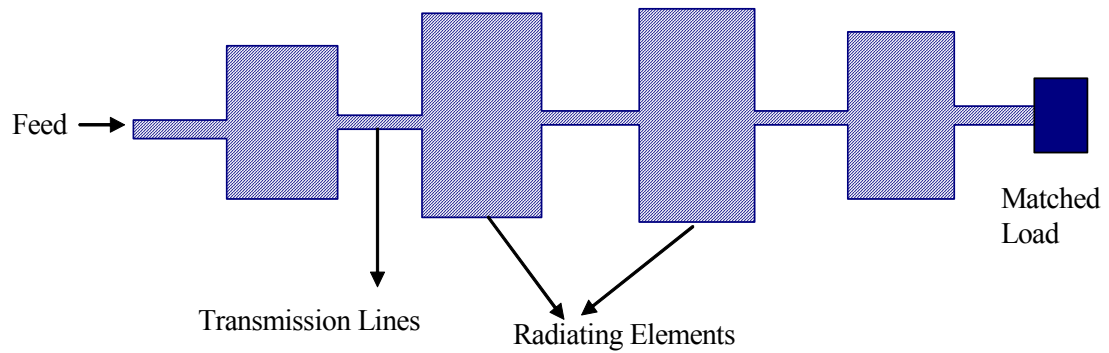 Feed
Matched
Load
Transmission Lines
Radiating Elements